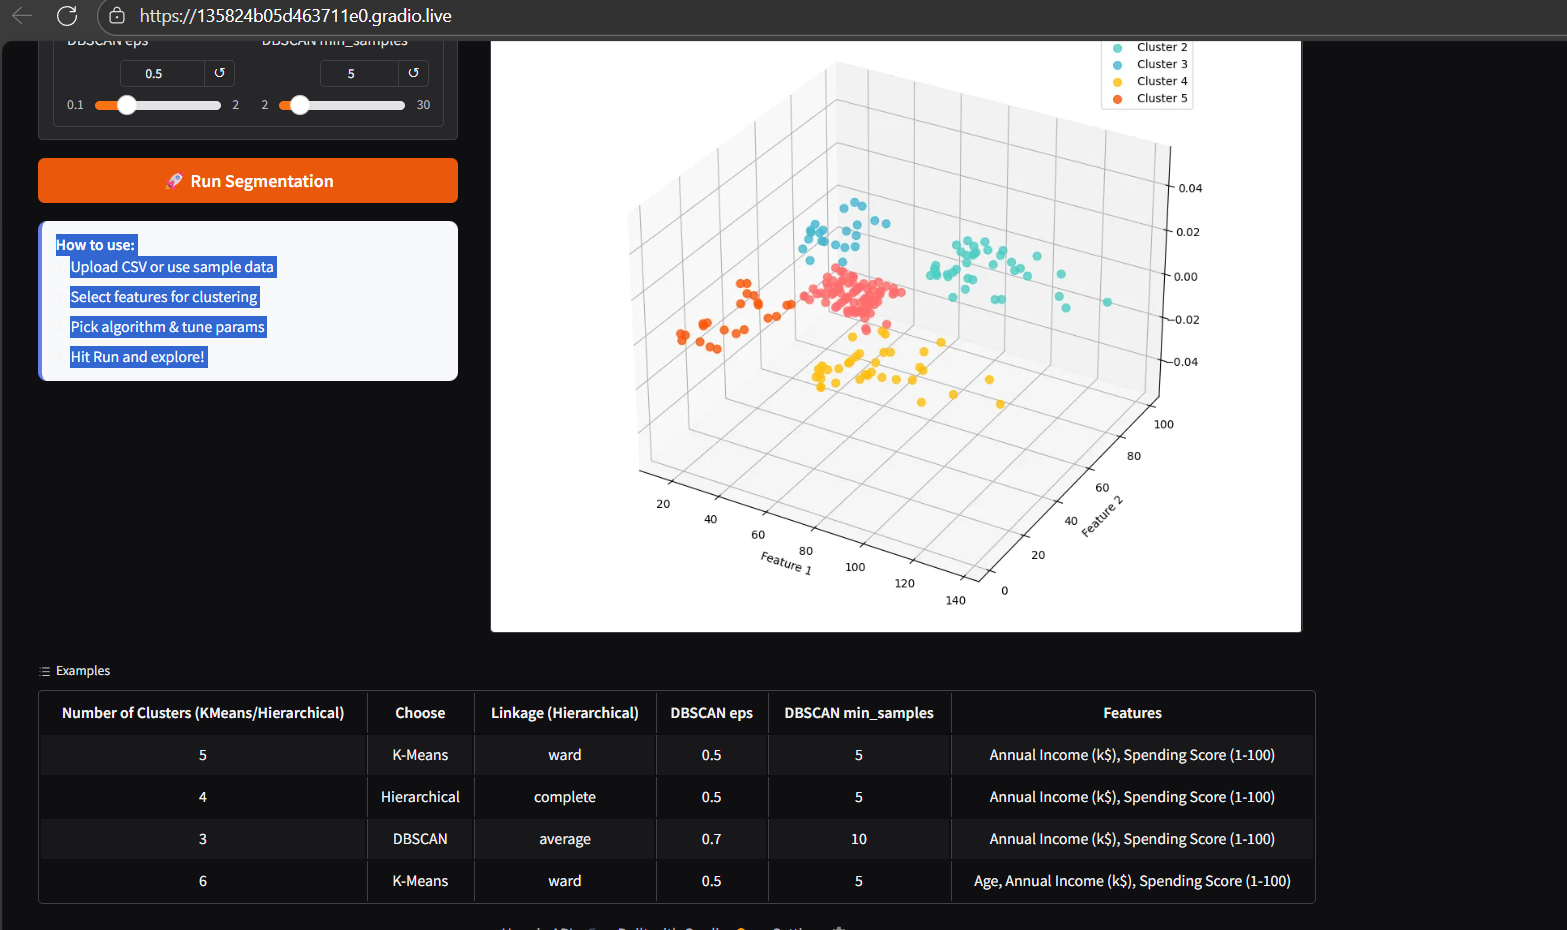 https://135824b05d463711e0.gradio.live
DBSCAN eps
DBSCAN min_samples
0.5
↺
5
↺
0.1
2
2
30
🚀 Run Segmentation
How to use:
Upload CSV or use sample data
Select features for clustering
Pick algorithm & tune params
Hit Run and explore!
Cluster 2
Cluster 3
Cluster 4
Cluster 5
0.04
0.02
0.00
−0.02
−0.04
100
80
60
40
20
0
Feature 2
20
40
60
80
100
120
140
Feature 1
Examples
Number of Clusters (KMeans/Hierarchical) Choose Linkage (Hierarchical) DBSCAN eps DBSCAN min_samples Features
5 K-Means ward 0.5 5 Annual Income (k$), Spending Score (1-100)
4 Hierarchical complete 0.5 5 Annual Income (k$), Spending Score (1-100)
3 DBSCAN average 0.7 10 Annual Income (k$), Spending Score (1-100)
6 K-Means ward 0.5 5 Age, Annual Income (k$), Spending Score (1-100)